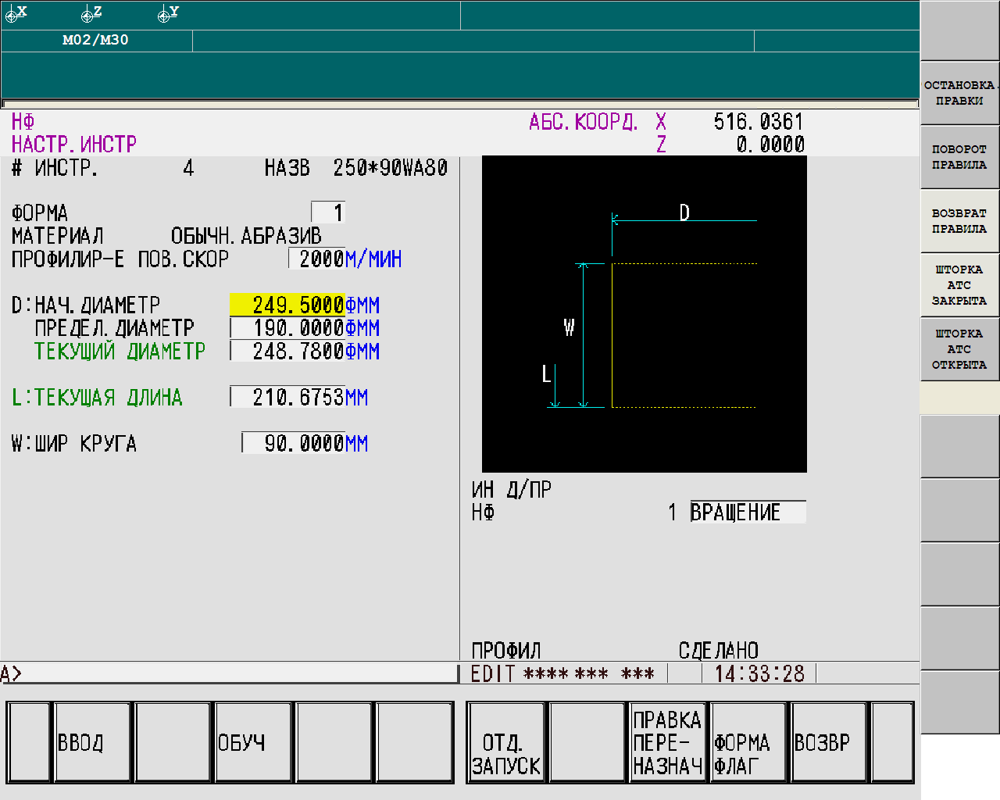 X Z Y
M02/M30
НФ АБС.КООРД. X 516.0361
НАСТР.ИНСТР Z 0.0000
# ИНСТР. 4 НАЗВ 250*90WA80
ФОРМА 1
МАТЕРИАЛ ОБЫЧН.АБРАЗИВ
ПРОФИЛИР-Е ПОВ.СКОР 2000М/МИН
D:НАЧ.ДИАМЕТР 249.5000ФММ
ПРЕДЕЛ.ДИАМЕТР 190.0000ФММ
ТЕКУЩИЙ ДИАМЕТР 248.7800ФММ
L:ТЕКУЩАЯ ДЛИНА 210.6753ММ
W:ШИР КРУГА 90.0000ММ
D
W
L
ИН Д/ПР
НФ 1 ВРАЩЕНИЕ
ПРОФИЛ СДЕЛАНО
A>
EDIT **** *** *** 14:33:28
ВВОД
ОБУЧ
ОТД.
ЗАПУСК
ПРАВКА
ПЕРЕ-
НАЗНАЧ
ФОРМА
ФЛАГ
ВОЗВР
ОСТАНОВКА.
ПРАВКИ
ПОВОРОТ
ПРАВИЛА
ВОЗВРАТ
ПРАВИЛА
ШТОРКА
АТС
ЗАКРЫТА
ШТОРКА
АТС
ОТКРЫТА